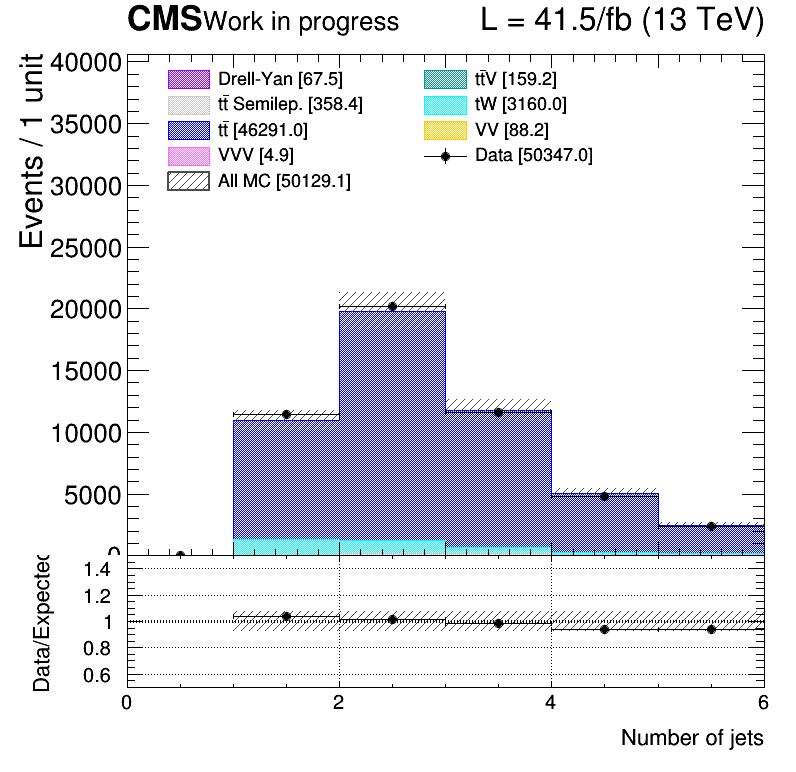 CMS Work in progress L = 41.5/fb (13 TeV)
Events / 1 unit
40000
35000
30000
25000
20000
15000
10000
5000
0
Drell-Yan [67.5]
tt̄ Semilep. [358.4]
tt̄ [46291.0]
VVV [4.9]
All MC [50129.1]
tt̄V [159.2]
tW [3160.0]
VV [88.2]
Data [50347.0]
Data/Expected
1.4
1.2
1
0.8
0.6
0 2 4 6
Number of jets